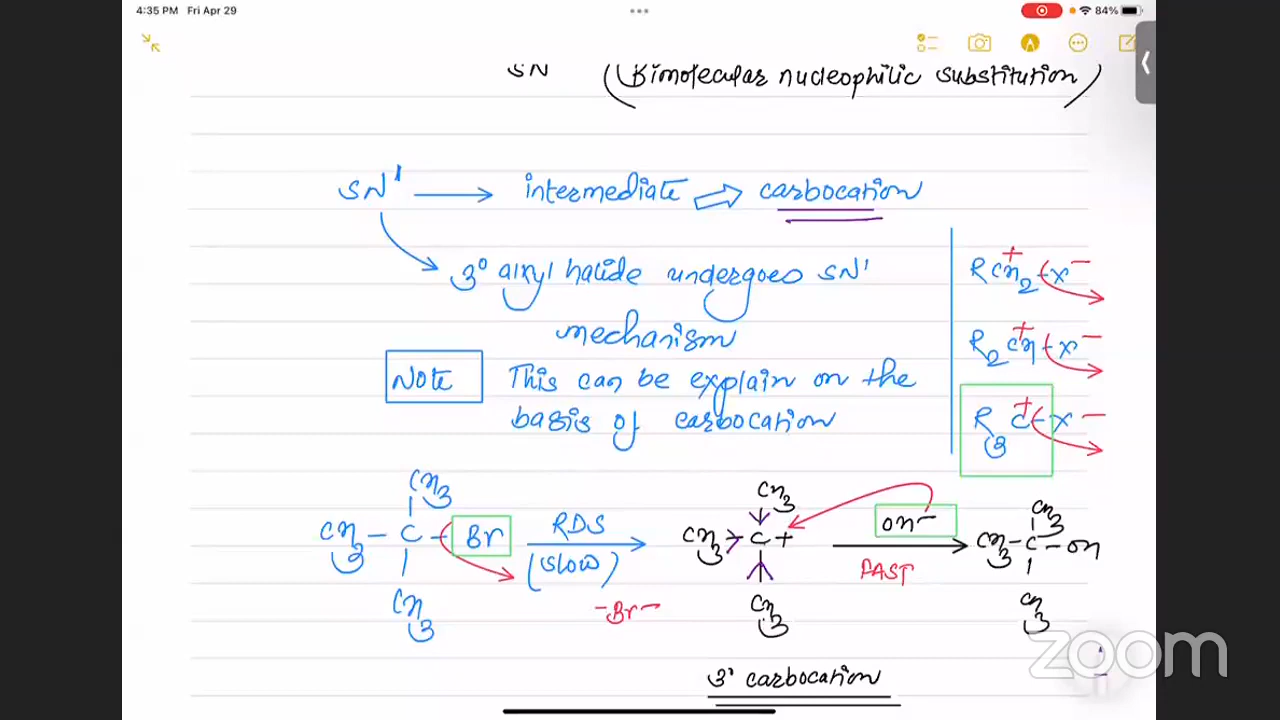 4:35 PM Fri Apr 29
84%
SN (Bimolecular nucleophilic substitution)
SN1 → intermediate ⇒ carbocation
3° alkyl halide undergoes SN1
mechanism
Note This can be explain on the
basis of carbocation
RCH2+-X-
R2CH+-X-
R3C+-X-
CH3 CH3 CH3
CH3-C-Br RDS CH3-C+ OH- CH3-C-OH
(slow) FAST
-Br-
CH3 CH3 CH3
3° carbocation
zoom